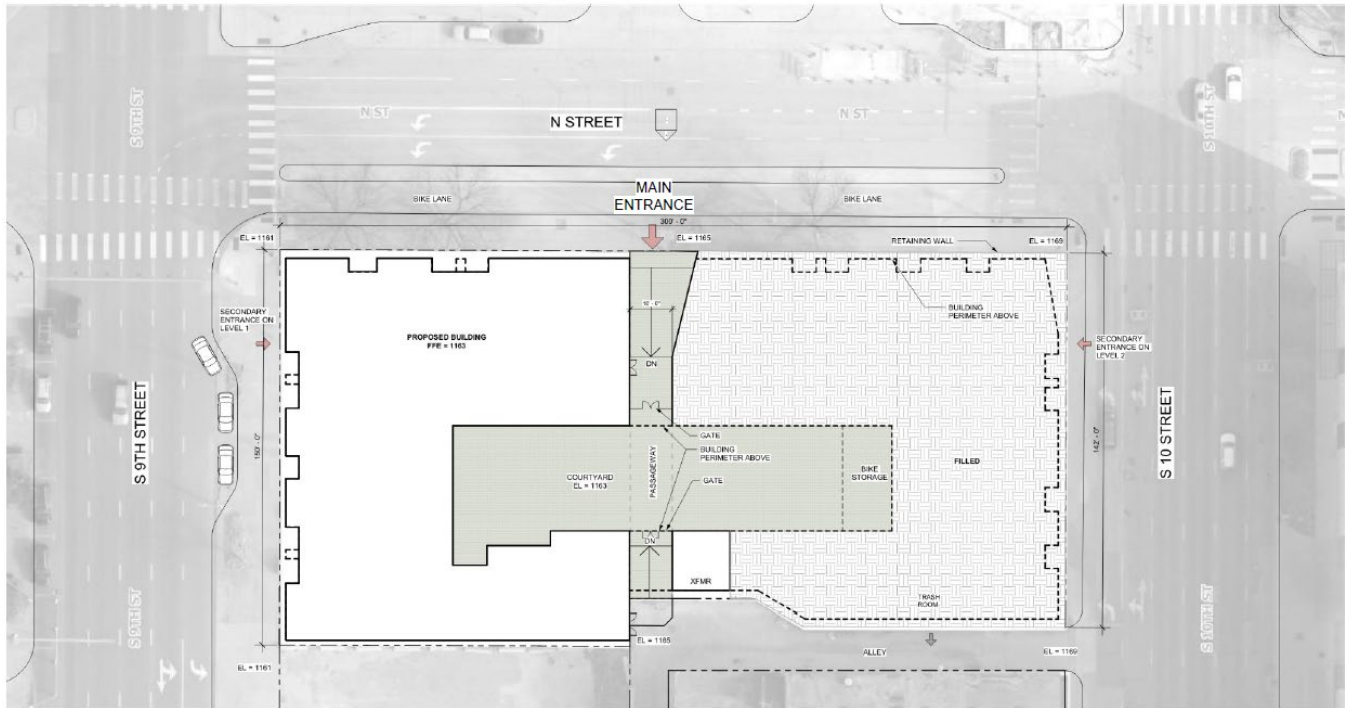 N ST
N STREET
N ST
S 9TH ST
S 10TH ST
MAIN
ENTRANCE
BIKE LANE
BIKE LANE
300' - 0"
EL = 1161
EL = 1165
RETAINING WALL
EL = 1169
SECONDARY
ENTRANCE ON
LEVEL 1
PROPOSED BUILDING
FFE = 1163
DN
BUILDING
PERIMETER ABOVE
SECONDARY
ENTRANCE ON
LEVEL 2
S 9TH STREET
150' - 0"
GATE
BUILDING
PERIMETER ABOVE
COURTYARD
EL = 1163
PASSAGEWAY
GATE
BIKE
STORAGE
FILLED
142' - 0"
S 10 STREET
DN
XFMR
TRASH
ROOM
S 9TH ST
S 10TH ST
EL = 1161
EL = 1165
ALLEY
EL = 1169